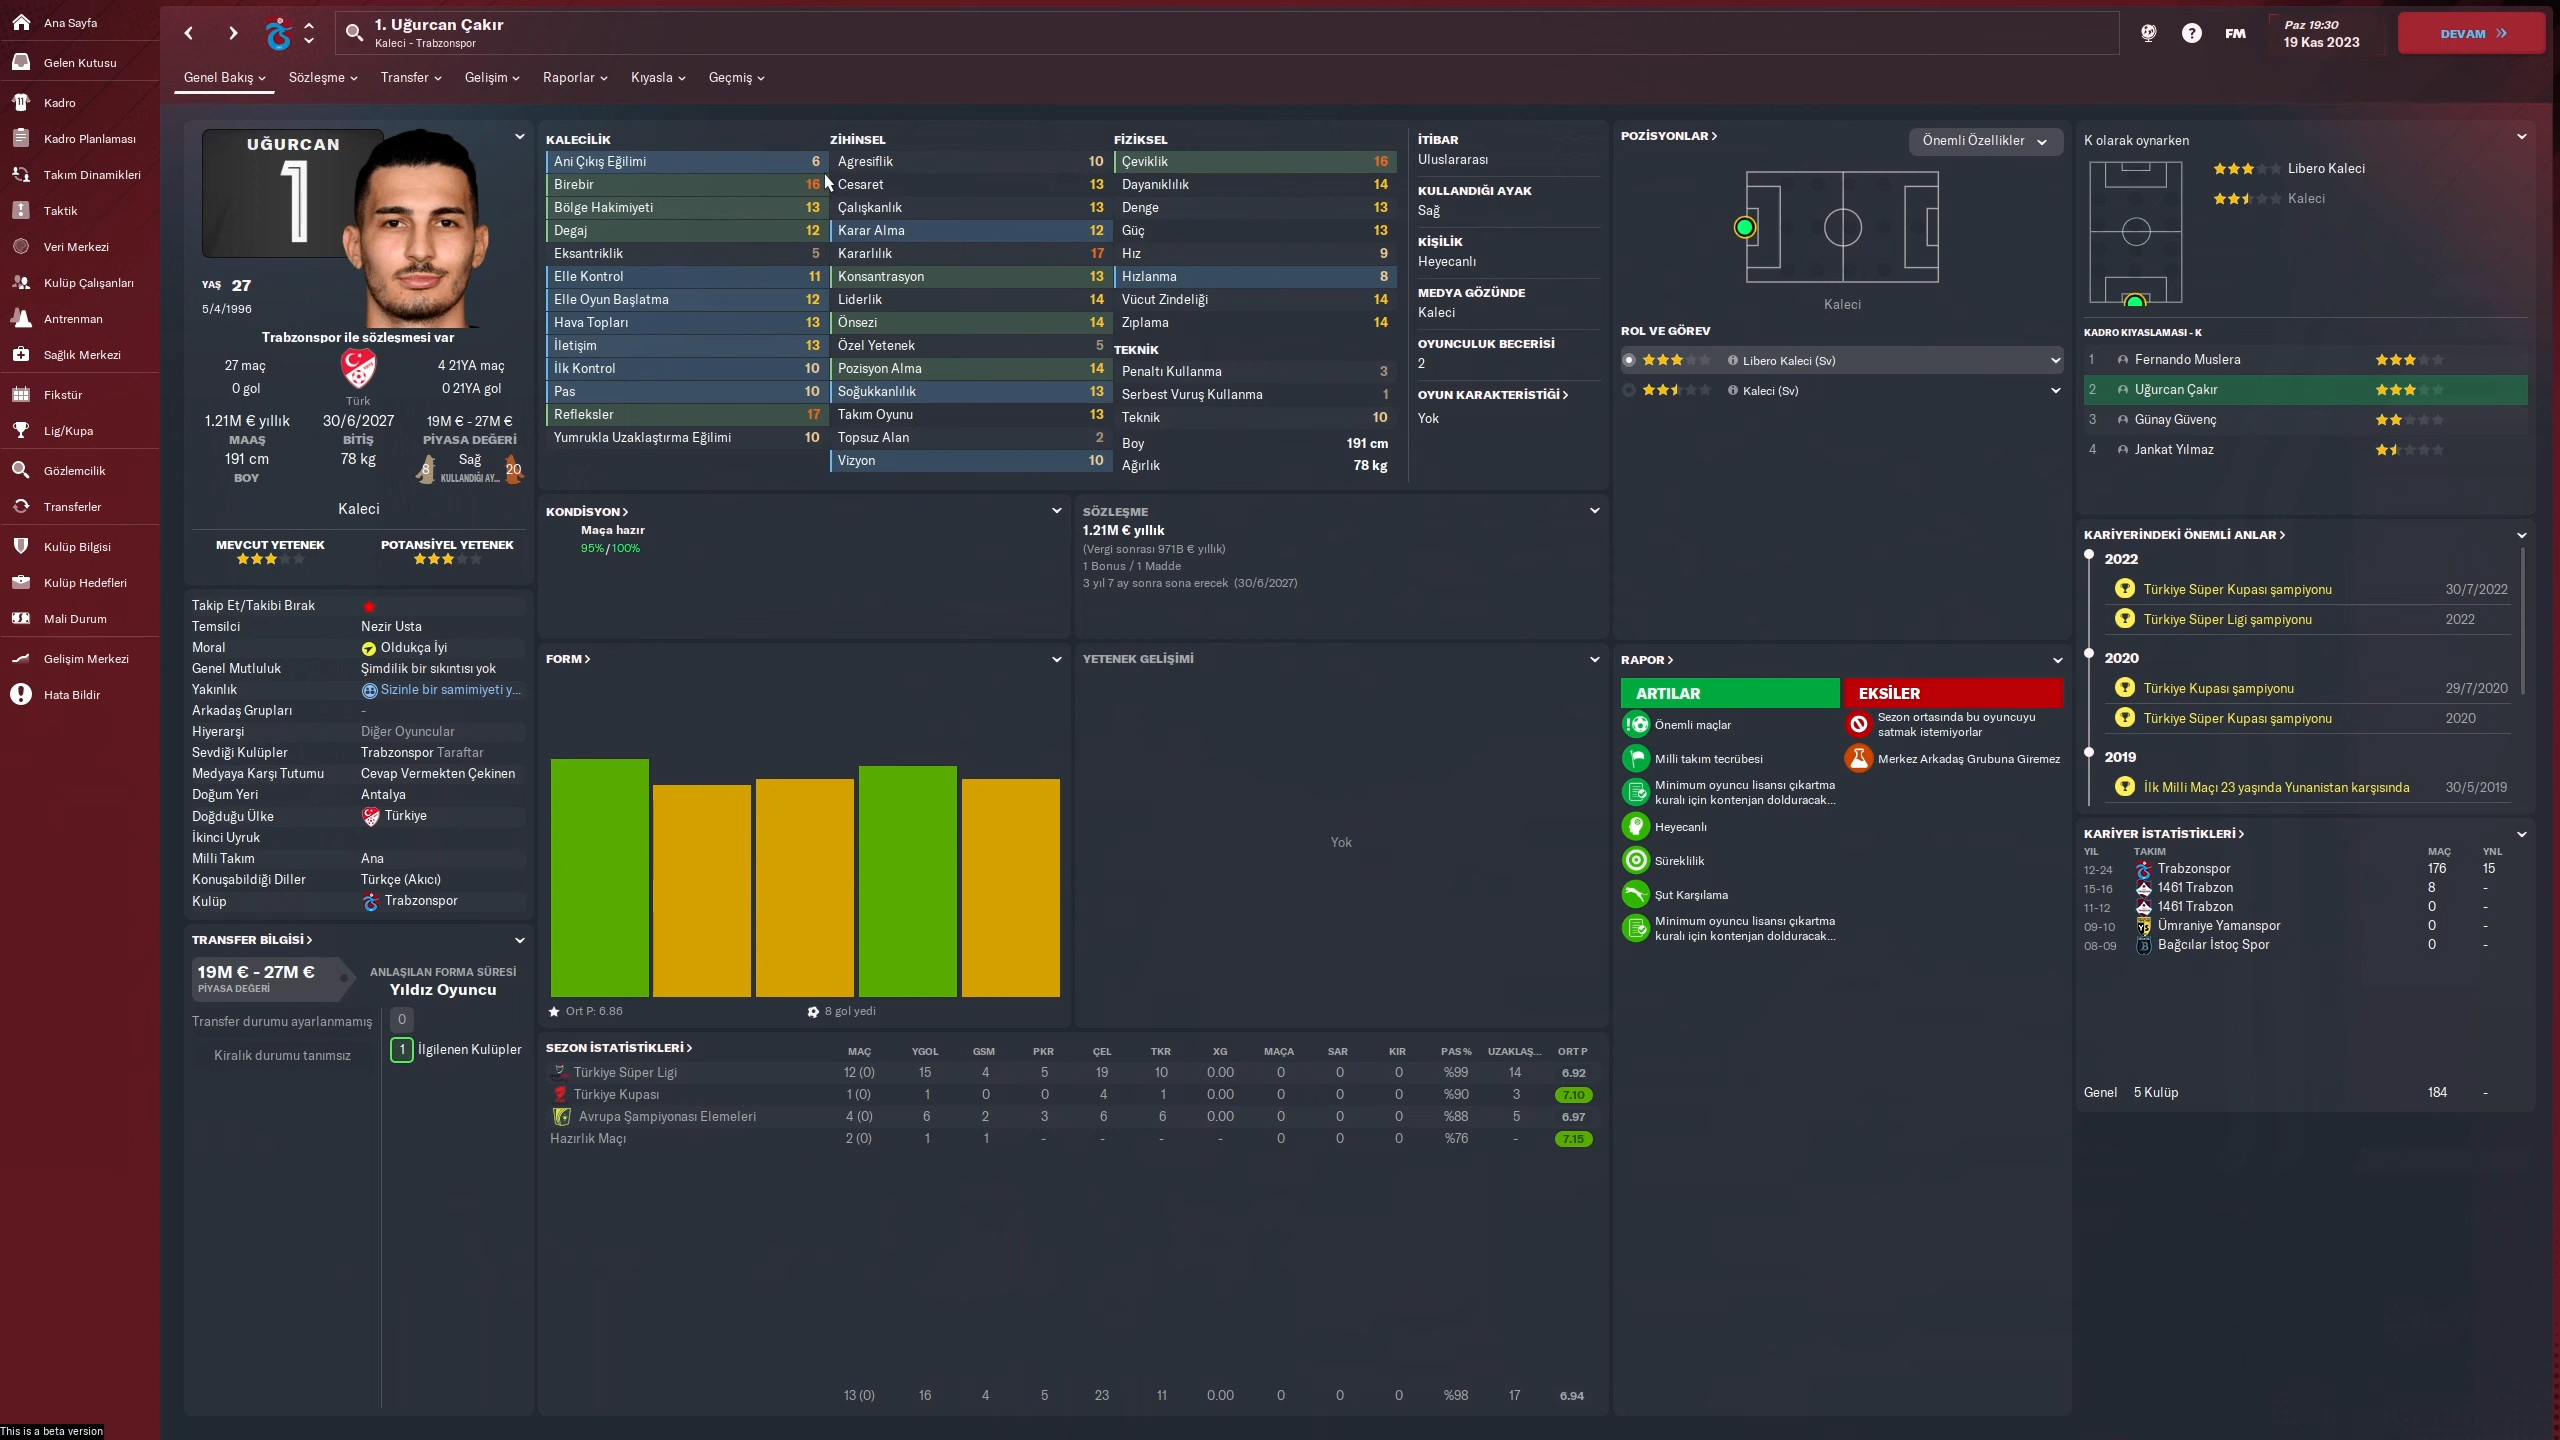 Ana Sayfa
Gelen Kutusu
Kadro
Kadro Planlaması
Takım Dinamikleri
Taktik
Veri Merkezi
Kulüp Çalışanları
Antrenman
Sağlık Merkezi
Fikstür
Lig/Kupa
Gözlemcilik
Transferler
Kulüp Bilgisi
Kulüp Hedefleri
Mali Durum
Gelişim Merkezi
Hata Bildir
This is a beta version
1. Uğurcan Çakır
Kaleci - Trabzonspor
FM
Paz 19:30
19 Kas 2023
DEVAM
Genel Bakış Sözleşme Transfer Gelişim Raporlar Kıyasla Geçmiş
UĞURCAN
1
YAŞ 27
5/4/1996
Trabzonspor ile sözleşmesi var
27 maç 4 21YA maç
0 gol 0 21YA gol
Türk
1.21M € yıllık 30/6/2027 19M € - 27M €
MAAŞ BİTİŞ PİYASA DEĞERİ
191 cm 78 kg 8 Sağ 20
BOY KULLANDIĞI AY...
Kaleci
MEVCUT YETENEK POTANSİYEL YETENEK
Takip Et/Takibi Bırak
Temsilci Nezir Usta
Moral Oldukça İyi
Genel Mutluluk Şimdilik bir sıkıntısı yok
Yakınlık Sizinle bir samimiyeti y...
Arkadaş Grupları -
Hiyerarşi Diğer Oyuncular
Sevdiği Kulüpler Trabzonspor Taraftar
Medyaya Karşı Tutumu Cevap Vermekten Çekinen
Doğum Yeri Antalya
Doğduğu Ülke Türkiye
İkinci Uyruk
Milli Takım Ana
Konuşabildiği Diller Türkçe (Akıcı)
Kulüp Trabzonspor
TRANSFER BİLGİSİ
19M € - 27M €
PİYASA DEĞERİ
ANLAŞILAN FORMA SÜRESİ
Yıldız Oyuncu
Transfer durumu ayarlanmamış
Kiralık durumu tanımsız
0
1 İlgilenen Kulüpler
KALECİLİK
Ani Çıkış Eğilimi 6
Birebir 16
Bölge Hakimiyeti 13
Degaj 12
Eksantriklik 5
Elle Kontrol 11
Elle Oyun Başlatma 12
Hava Topları 13
İletişim 13
İlk Kontrol 10
Pas 10
Refleksler 17
Yumrukla Uzaklaştırma Eğilimi 10
ZİHİNSEL
Agresiflik 10
Cesaret 13
Çalışkanlık 13
Karar Alma 12
Kararlılık 17
Konsantrasyon 13
Liderlik 14
Önsezi 14
Özel Yetenek 5
Pozisyon Alma 14
Soğukkanlılık 13
Takım Oyunu 13
Topsuz Alan 2
Vizyon 10
FİZİKSEL
Çeviklik 16
Dayanıklılık 14
Denge 13
Güç 13
Hız 9
Hızlanma 8
Vücut Zindeliği 14
Zıplama 14
TEKNİK
Penaltı Kullanma 3
Serbest Vuruş Kullanma 1
Teknik 10
Boy 191 cm
Ağırlık 78 kg
İTİBAR
Uluslararası
KULLANDIĞI AYAK
Sağ
KİŞİLİK
Heyecanlı
MEDYA GÖZÜNDE
Kaleci
OYUNCULUK BECERİSİ
2
OYUN KARAKTERİSTİĞİ
Yok
KONDİSYON
Maça hazır
95%/100%
SÖZLEŞME
1.21M € yıllık
(Vergi sonrası 971B € yıllık)
1 Bonus / 1 Madde
3 yıl 7 ay sonra sona erecek (30/6/2027)
FORM
Ort P: 6.86 8 gol yedi
YETENEK GELİŞİMİ
Yok
SEZON İSTATİSTİKLERİ MAÇ YGOL GSM PKR ÇEL TKR XG MAÇA SAR KIR PAS % UZAKLAŞ... ORT P
Türkiye Süper Ligi 12 (0) 15 4 5 19 10 0.00 0 0 0 %99 14 6.92
Türkiye Kupası 1 (0) 1 0 0 4 1 0.00 0 0 0 %90 3 7.10
Avrupa Şampiyonası Elemeleri 4 (0) 6 2 3 6 6 0.00 0 0 0 %88 5 6.97
Hazırlık Maçı 2 (0) 1 1 - - - - 0 0 0 %76 - 7.15
13 (0) 16 4 5 23 11 0.00 0 0 0 %98 17 6.94
POZİSYONLAR
Önemli Özellikler
Kaleci
ROL VE GÖREV
Libero Kaleci (Sv)
Kaleci (Sv)
RAPOR
ARTILAR
Önemli maçlar
Milli takım tecrübesi
Minimum oyuncu lisansı çıkartma
kuralı için kontenjan dolduracak...
Heyecanlı
Süreklilik
Şut Karşılama
Minimum oyuncu lisansı çıkartma
kuralı için kontenjan dolduracak...
EKSİLER
Sezon ortasında bu oyuncuyu
satmak istemiyorlar
Merkez Arkadaş Grubuna Giremez
K olarak oynarken
Libero Kaleci
Kaleci
KADRO KIYASLAMASI - K
1 Fernando Muslera
2 Uğurcan Çakır
3 Günay Güvenç
4 Jankat Yılmaz
KARİYERİNDEKİ ÖNEMLİ ANLAR
2022
Türkiye Süper Kupası şampiyonu 30/7/2022
Türkiye Süper Ligi şampiyonu 2022
2020
Türkiye Kupası şampiyonu 29/7/2020
Türkiye Süper Kupası şampiyonu 2020
2019
İlk Milli Maçı 23 yaşında Yunanistan karşısında 30/5/2019
KARİYER İSTATİSTİKLERİ
YIL TAKIM MAÇ YNL
12-24 Trabzonspor 176 15
15-16 1461 Trabzon 8 -
11-12 1461 Trabzon 0 -
09-10 Ümraniye Yamanspor 0 -
08-09 Bağcılar İstoç Spor 0 -
Genel 5 Kulüp 184 -